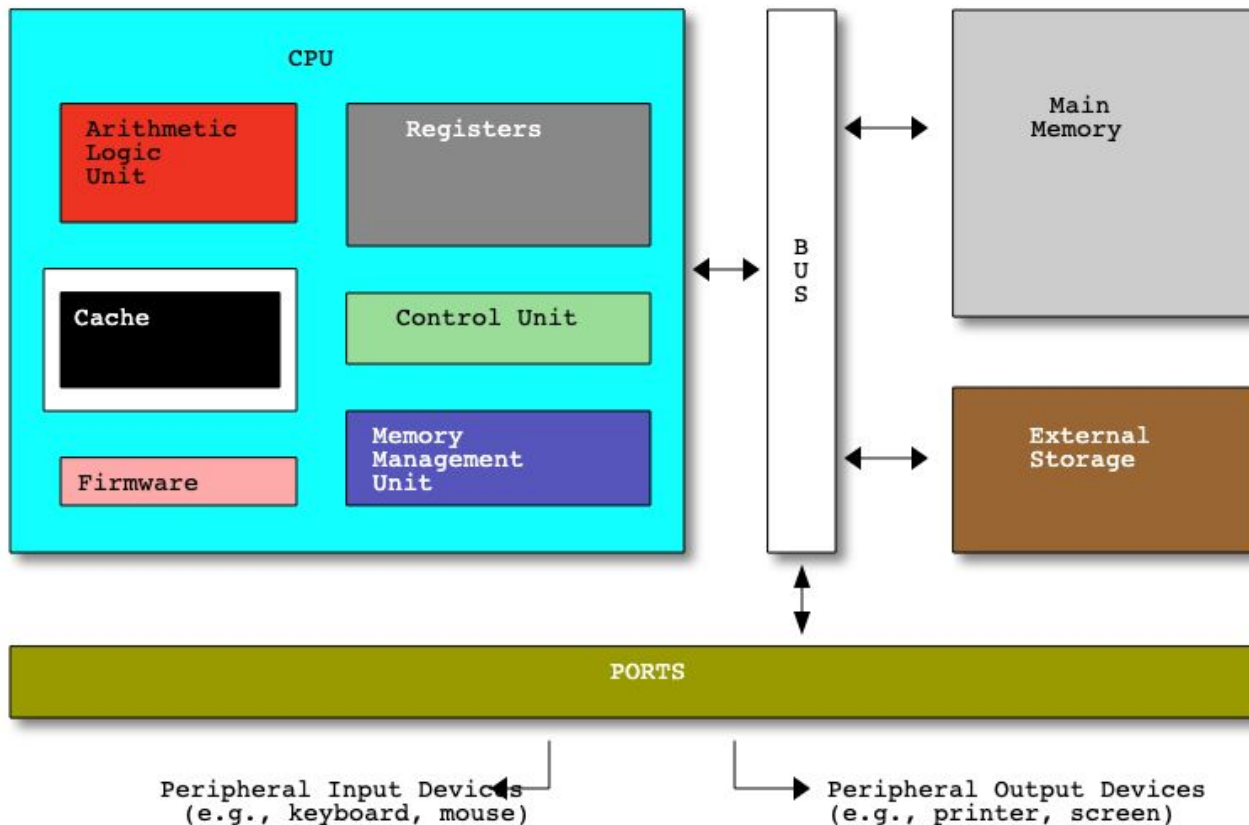 CPU
Arithmetic
Logic
Unit
Registers
Cache
Control Unit
Firmware
Memory
Management
Unit
B
U
S
Main
Memory
External
Storage
PORTS
Peripheral Input Devices
(e.g., keyboard, mouse)
Peripheral Output Devices
(e.g., printer, screen)